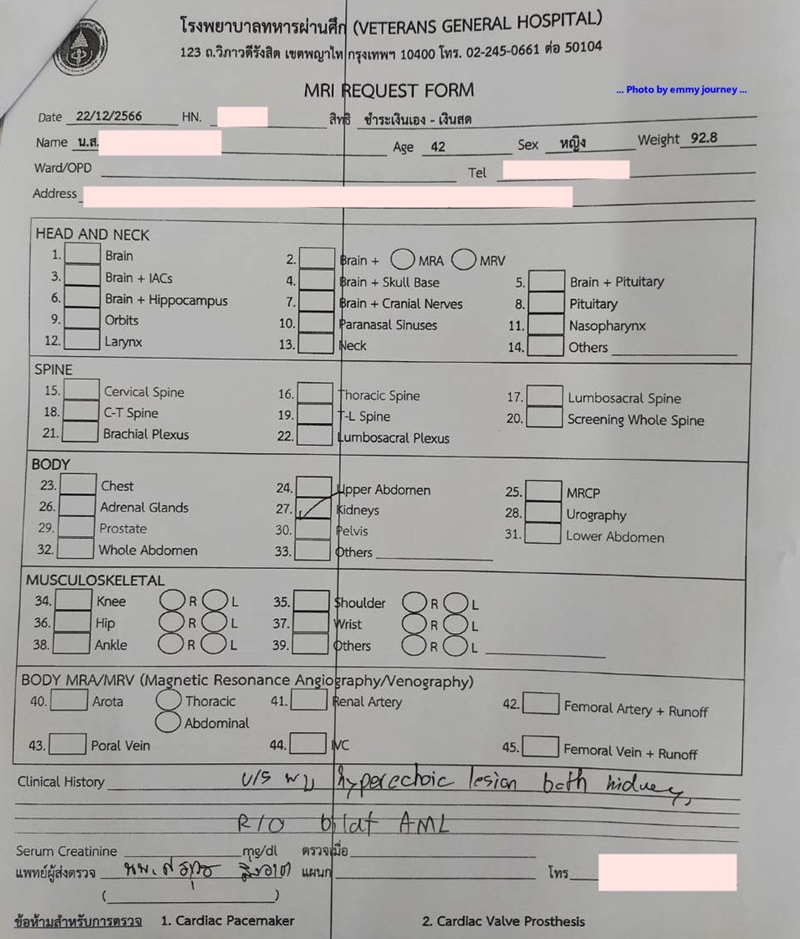 โรงพยาบาลทหารผ่านศึก (VETERANS GENERAL HOSPITAL)
123 ถ.วิภาวดีรังสิต เขตพญาไท กรุงเทพฯ 10400 โทร. 02-245-0661 ต่อ 50104
MRI REQUEST FORM
... Photo by emmy journey ...
Date 22/12/2566 HN. สิทธิ ชำระเงินเอง - เงินสด
Name น.ส. Age 42 Sex หญิง Weight 92.8
Ward/OPD Tel
Address
HEAD AND NECK
1. Brain 2. Brain + MRA MRV
3. Brain + IACs 4. Brain + Skull Base 5. Brain + Pituitary
6. Brain + Hippocampus 7. Brain + Cranial Nerves 8. Pituitary
9. Orbits 10. Paranasal Sinuses 11. Nasopharynx
12. Larynx 13. Neck 14. Others
SPINE
15. Cervical Spine 16. Thoracic Spine 17. Lumbosacral Spine
18. C-T Spine 19. T-L Spine 20. Screening Whole Spine
21. Brachial Plexus 22. Lumbosacral Plexus
BODY
23. Chest 24. Upper Abdomen 25. MRCP
26. Adrenal Glands 27. Kidneys 28. Urography
29. Prostate 30. Pelvis 31. Lower Abdomen
32. Whole Abdomen 33. Others
MUSCULOSKELETAL
34. Knee R L 35. Shoulder R L
36. Hip R L 37. Wrist R L
38. Ankle R L 39. Others R L
BODY MRA/MRV (Magnetic Resonance Angiography/Venography)
40. Arota Thoracic 41. Renal Artery 42. Femoral Artery + Runoff
Abdominal
43. Poral Vein 44. IVC 45. Femoral Vein + Runoff
Clinical History U/S พบ hyperechoic lesion both kidney,
R/O bilat AML
Serum Creatinine mg/dl ตรวจเมื่อ
แพทย์ผู้ส่งตรวจ นพ. แผนก โทร
( )
ข้อห้ามสำหรับการตรวจ 1. Cardiac Pacemaker 2. Cardiac Valve Prosthesis